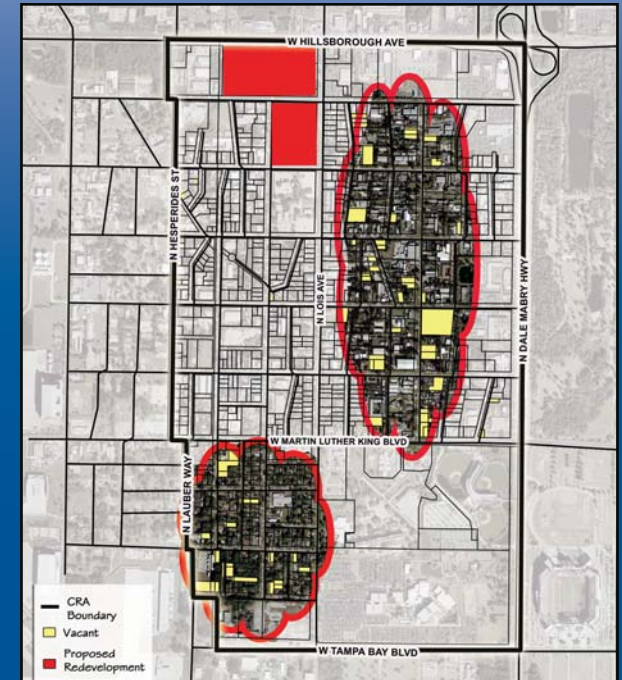 W HILLSBOROUGH AVE
N HESPERIDES ST
N LOIS AVE
N DALE MABRY HWY
W MARTIN LUTHER KING BLVD
N LAUBER WAY
W TAMPA BAY BLVD
CRA
Boundary
Vacant
Proposed
Redevelopment